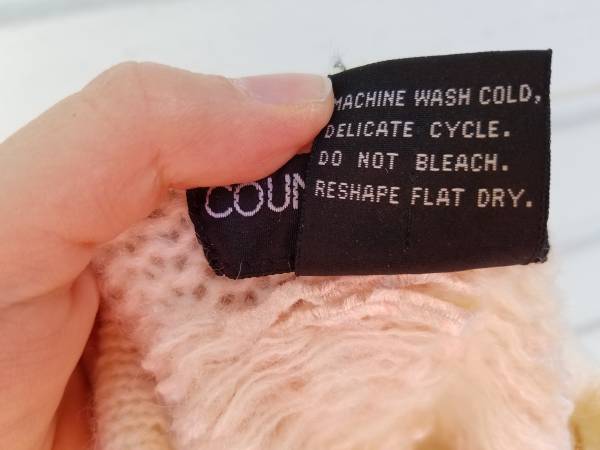 MACHINE WASH COLD,
DELICATE CYCLE.
DO NOT BLEACH.
RESHAPE FLAT DRY.
COUN